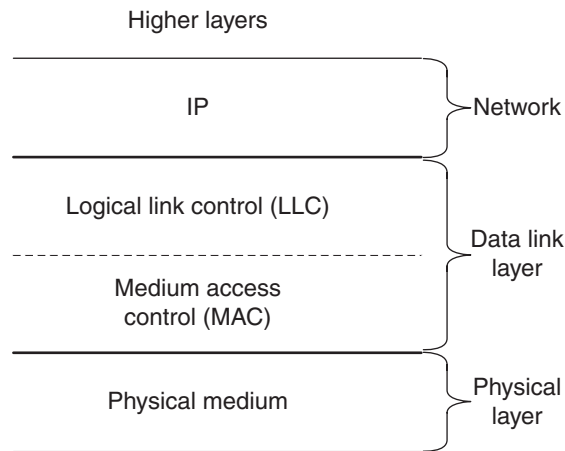 Higher layers
IP
Network
Logical link control (LLC)
Data link
layer
Medium access
control (MAC)
Physical medium
Physical
layer